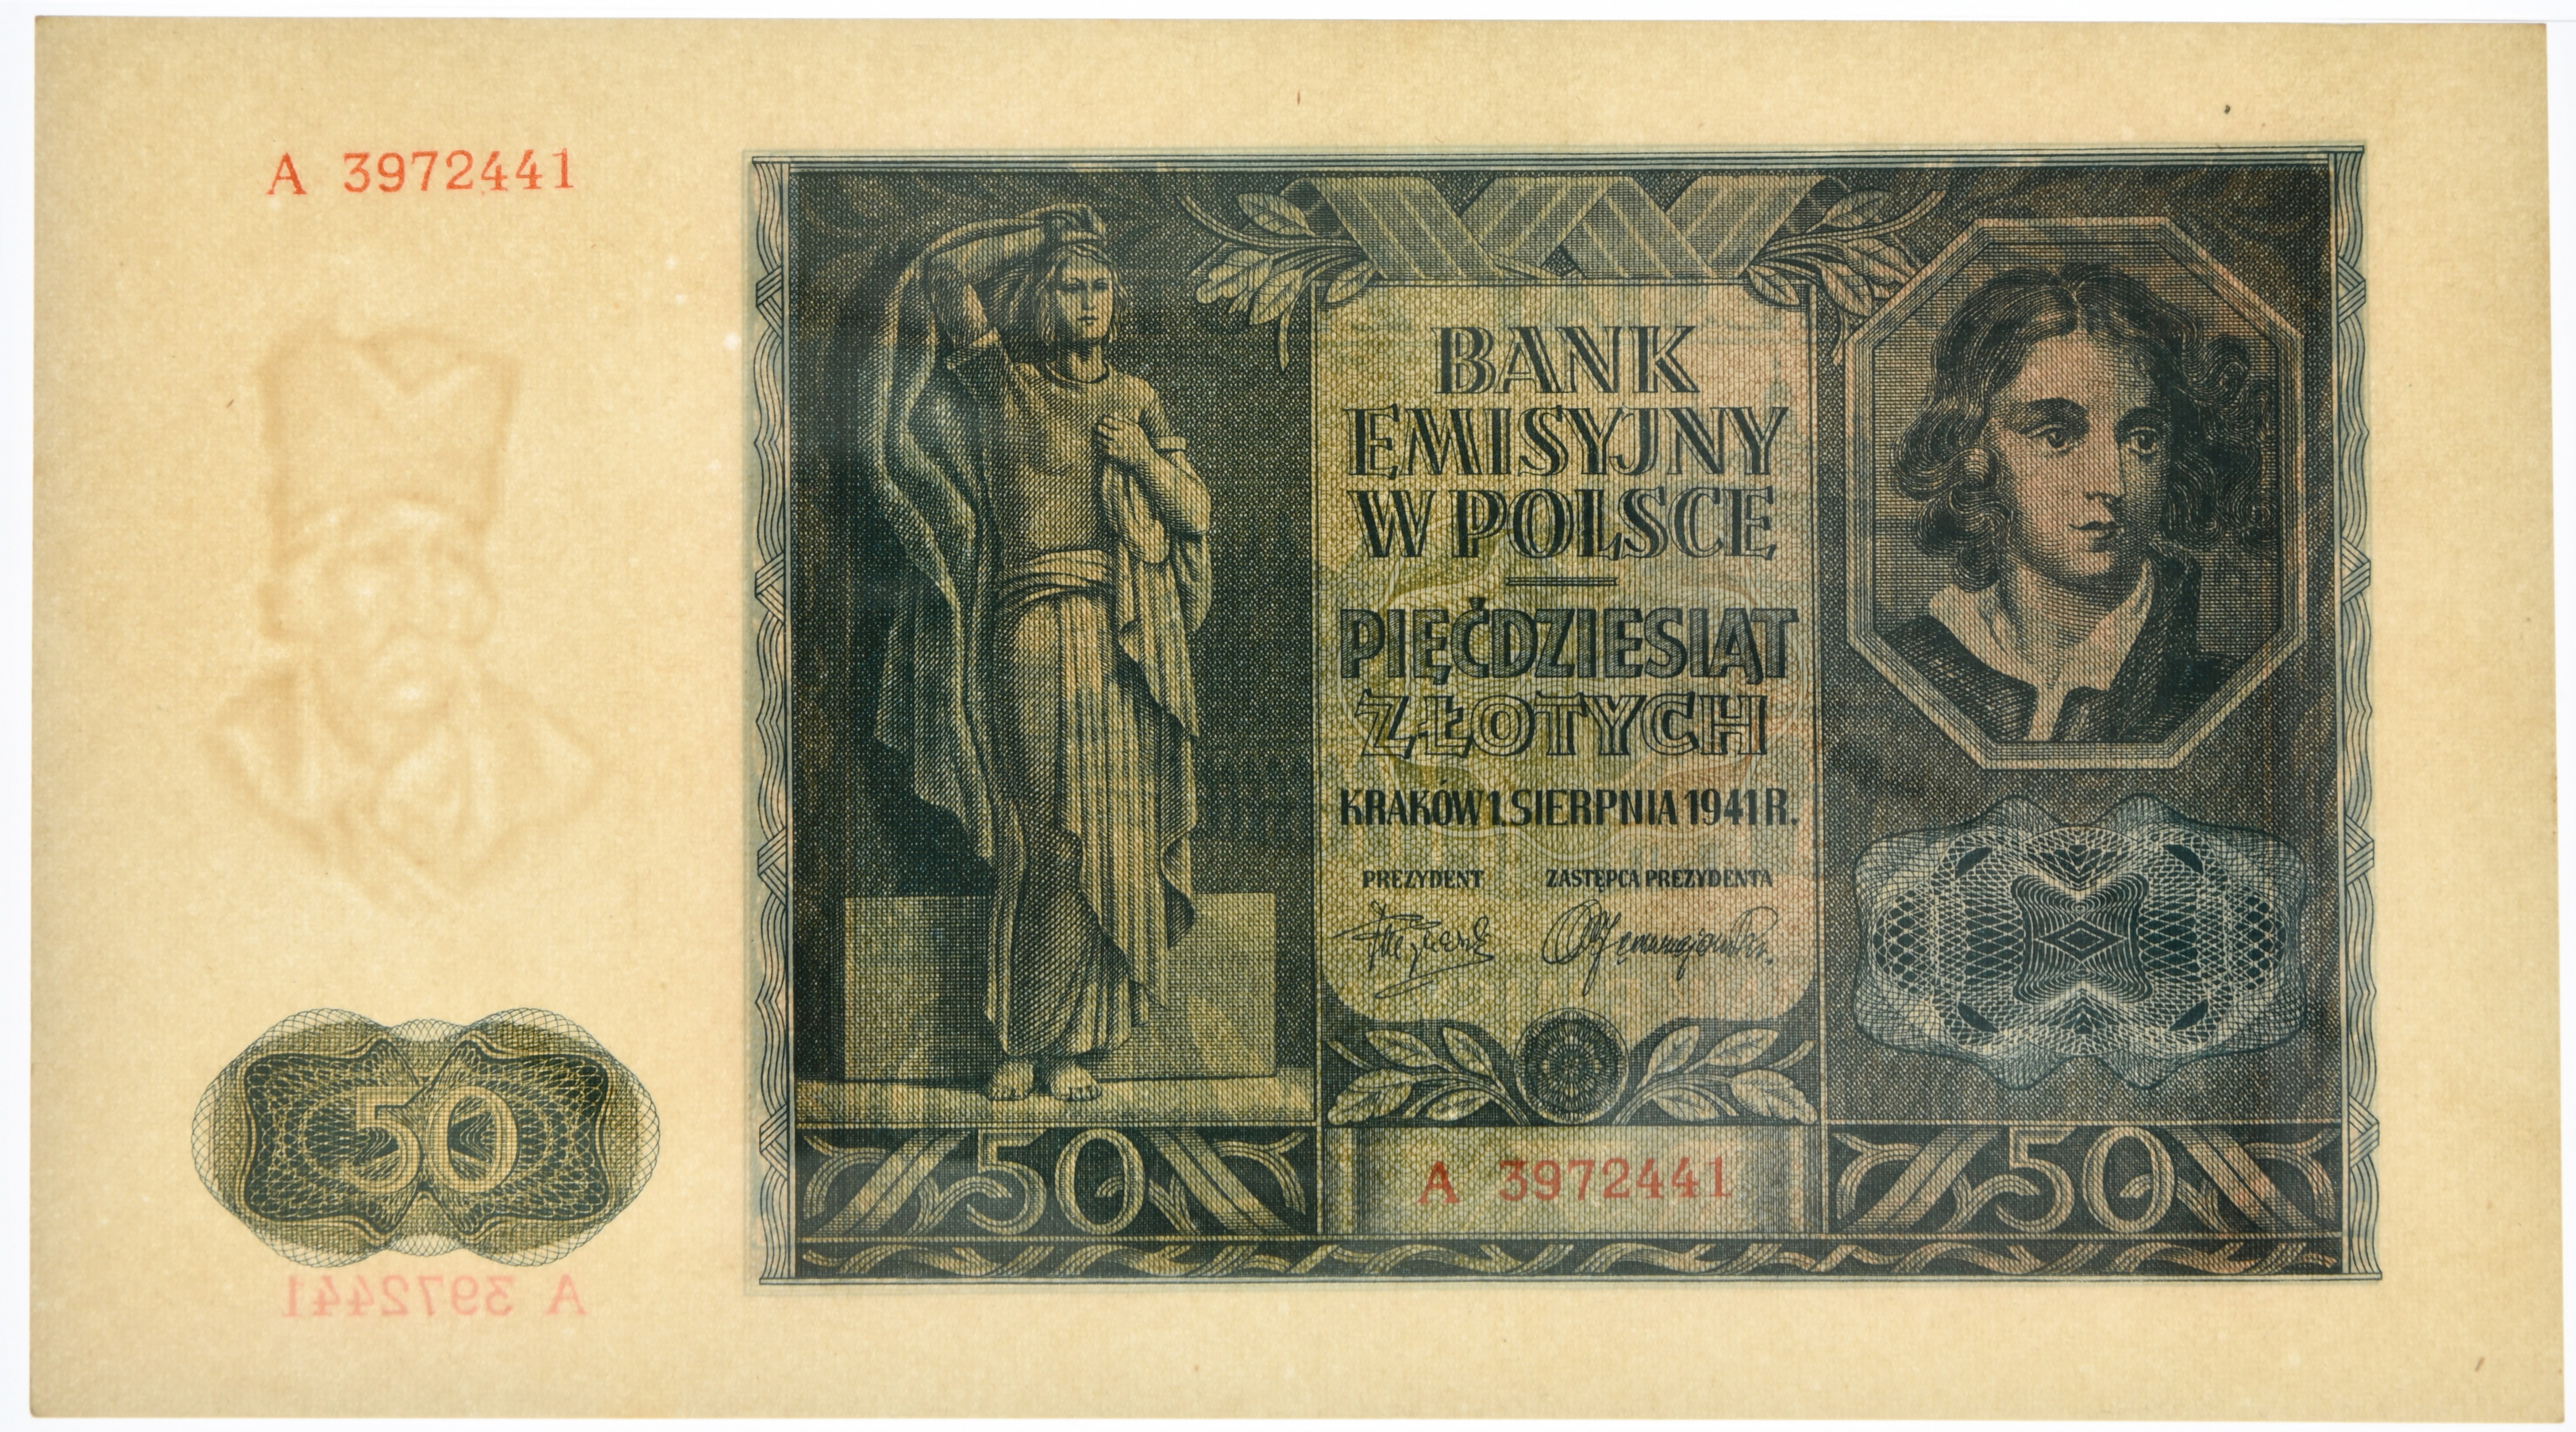 A 3972441
BANK
EMISYJNY
W POLSCE
PIĘĆDZIESIĄT
ZŁOTYCH
KRAKÓW 1. SIERPNIA 1941 R.
PREZYDENT ZASTĘPCA PREZYDENTA
50
50
A 3972441
50
A 3972441